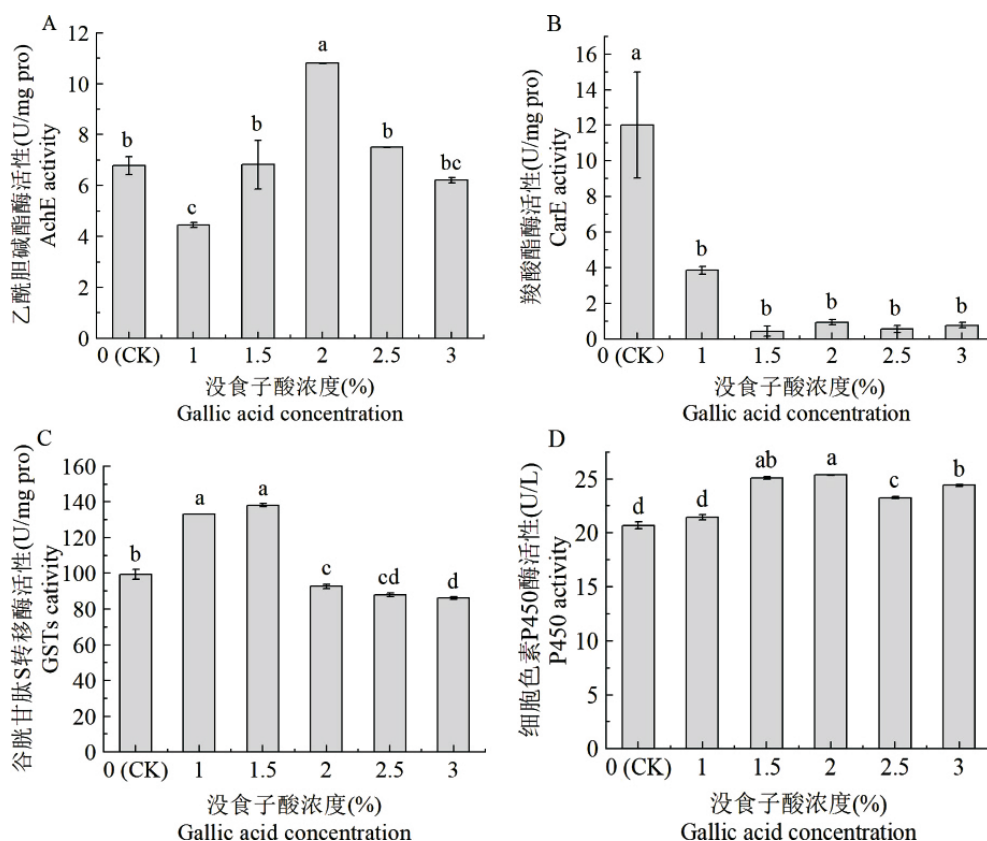 A
乙酰胆碱酯酶活性(U/mg pro)
AchE activity
12
10
8
6
4
2
0
b
c
b
a
b
bc
0 (CK)
1
1.5
2
2.5
3
没食子酸浓度(%)
Gallic acid concentration
B
羧酸酯酶活性(U/mg pro)
CarE activity
16
14
12
10
8
6
4
2
0
a
b
b
b
b
b
0 (CK）
1
1.5
2
2.5
3
没食子酸浓度(%)
Gallic acid concentration
C
谷胱甘肽S转移酶活性(U/mg pro)
GSTs cativity
160
140
120
100
80
60
40
20
0
b
a
a
c
cd
d
0 (CK)
1
1.5
2
2.5
3
没食子酸浓度(%)
Gallic acid concentration
D
细胞色素P450酶活性(U/L)
P450 activity
25
20
15
10
5
0
d
d
ab
a
c
b
0 (CK)
1
1.5
2
2.5
3
没食子酸浓度(%)
Gallic acid concentration